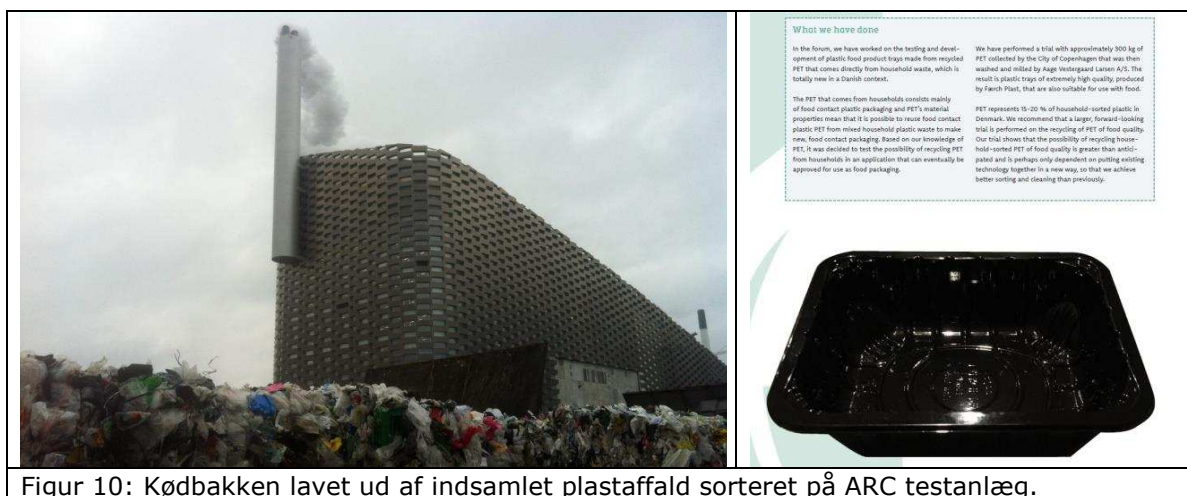 What we have done
In the forum, we have worked on the testing and devel-
opment of plastic food product trays made from recycled
PET that comes directly from household waste, which is
totally new in a Danish context.
The PET that comes from households consists mainly
of food contact plastic packaging and PET's material
properties mean that it is possible to reuse food contact
plastic PET from mixed household plastic waste to make
new, food contact packaging. Based on our knowledge of
PET, it was decided to test the possibility of recycling PET
from households in an application that can eventually be
approved for use as food packaging.
We have performed a trial with approximately 300 kg of
PET collected by the City of Copenhagen that was then
washed and milled by Aage Vestergaard Larsen A/S. The
result is plastic trays of extremely high quality, produced
by Færch Plast, that are also suitable for use with food.
PET represents 15-20 % of household-sorted plastic in
Denmark. We recommend that a larger, forward-looking
trial is performed on the recycling of PET of food quality.
Our trial shows that the possibility of recycling house-
hold-sorted PET of food quality is greater than antici-
pated and is perhaps only dependent on putting existing
technology together in a new way, so that we achieve
better sorting and cleaning than previously.
Figur 10: Kødbakken lavet ud af indsamlet plastaffald sorteret på ARC testanlæg.